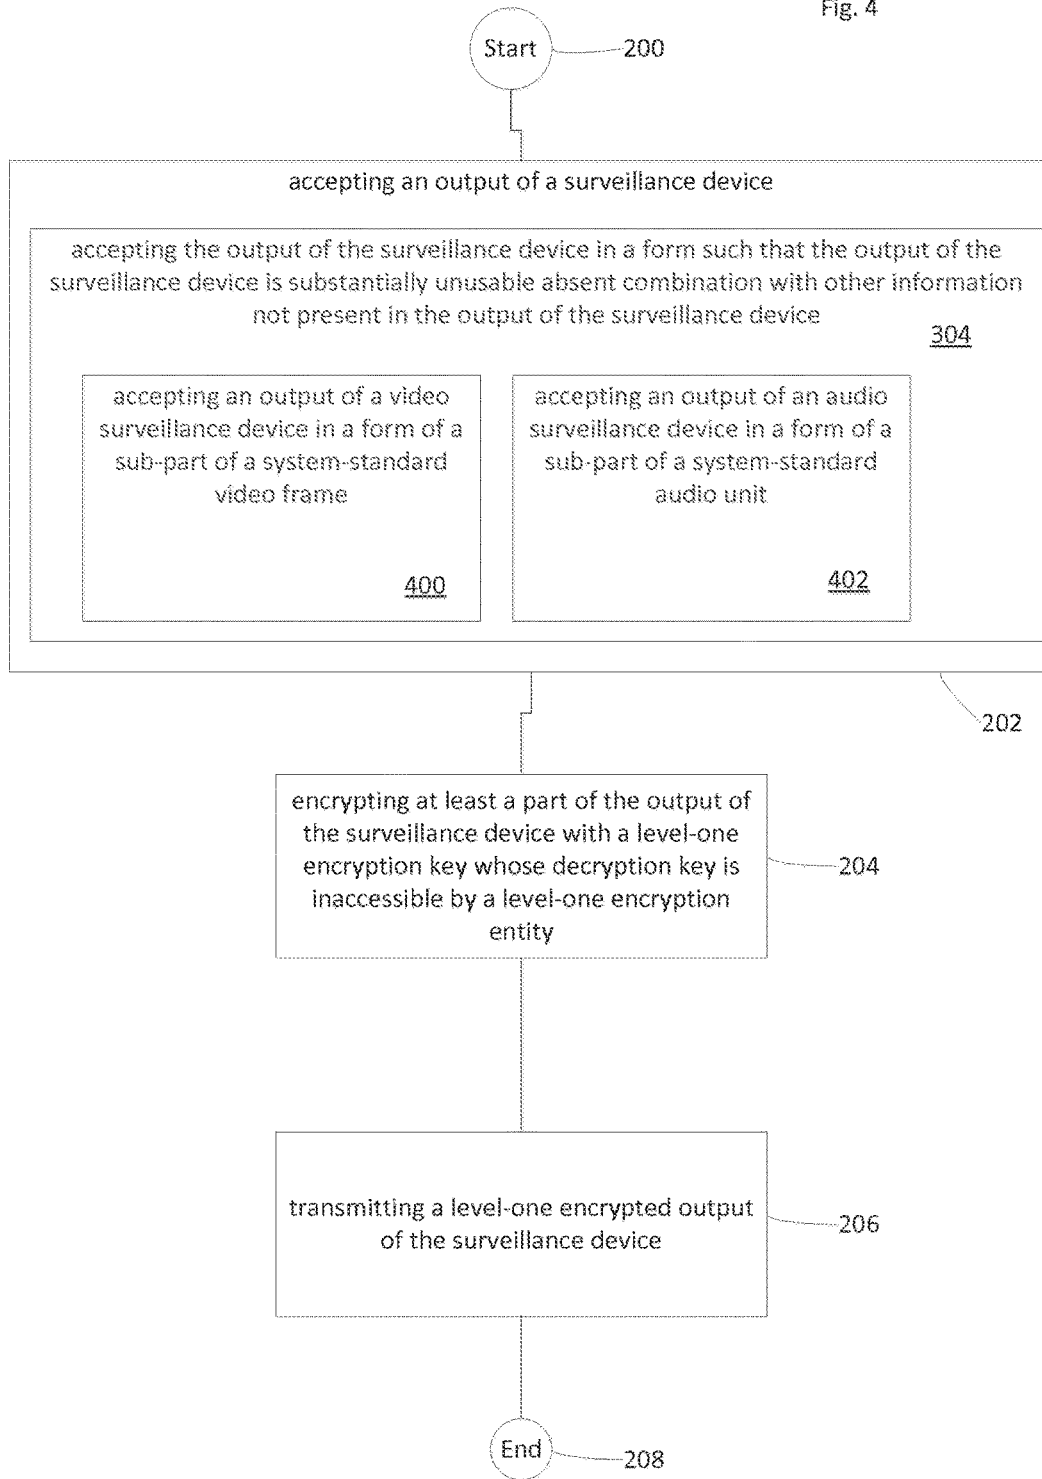 Fig. 4
Start
200
accepting an output of a surveillance device
accepting the output of the surveillance device in a form such that the output of the
surveillance device is substantially unusable absent combination with other information
not present in the output of the surveillance device
304
accepting an output of a video
surveillance device in a form of a
sub-part of a system-standard
video frame
400
accepting an output of an audio
surveillance device in a form of a
sub-part of a system-standard
audio unit
402
202
encrypting at least a part of the output of
the surveillance device with a level-one
encryption key whose decryption key is
inaccessible by a level-one encryption
entity
204
transmitting a level-one encrypted output
of the surveillance device
206
End
208